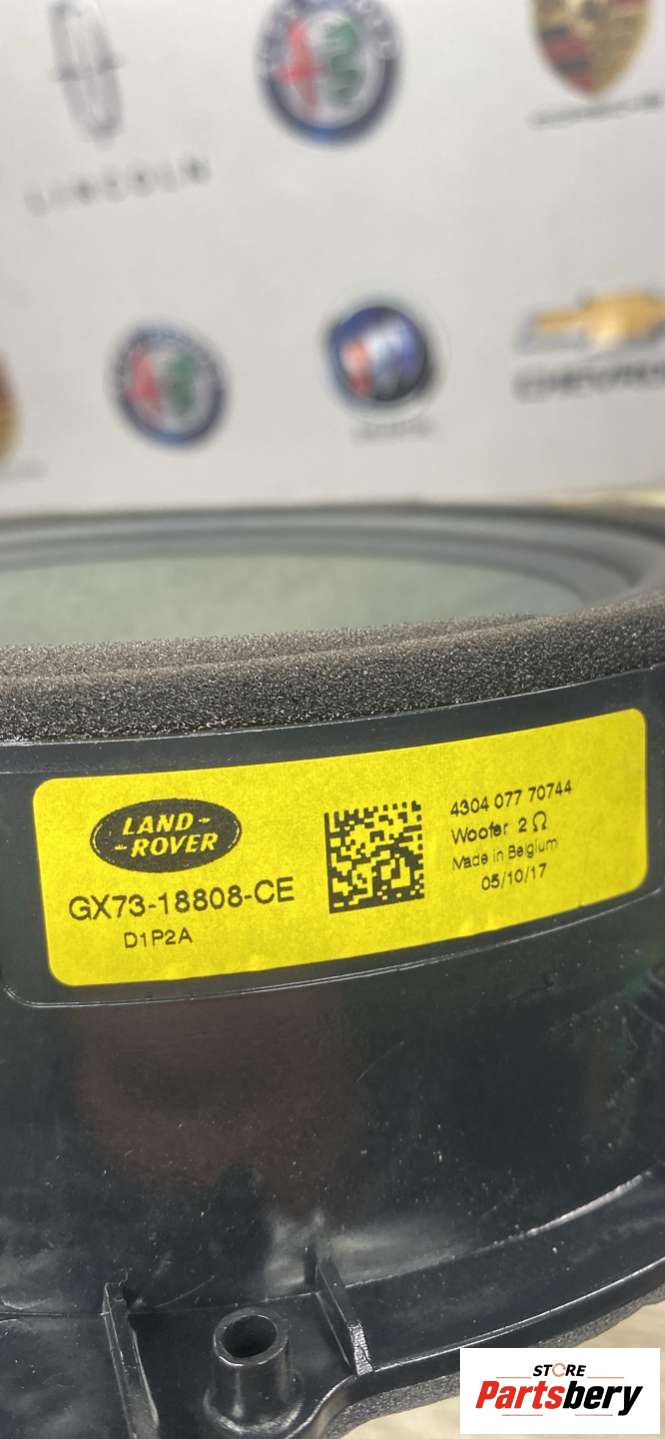 LINCOLN
LAND-
-ROVER
GX73-18808-CE
D1P2A
4304 077 70744
Woofer 2 Ω
Made in Belgium
05/10/17
STORE
Partsbery